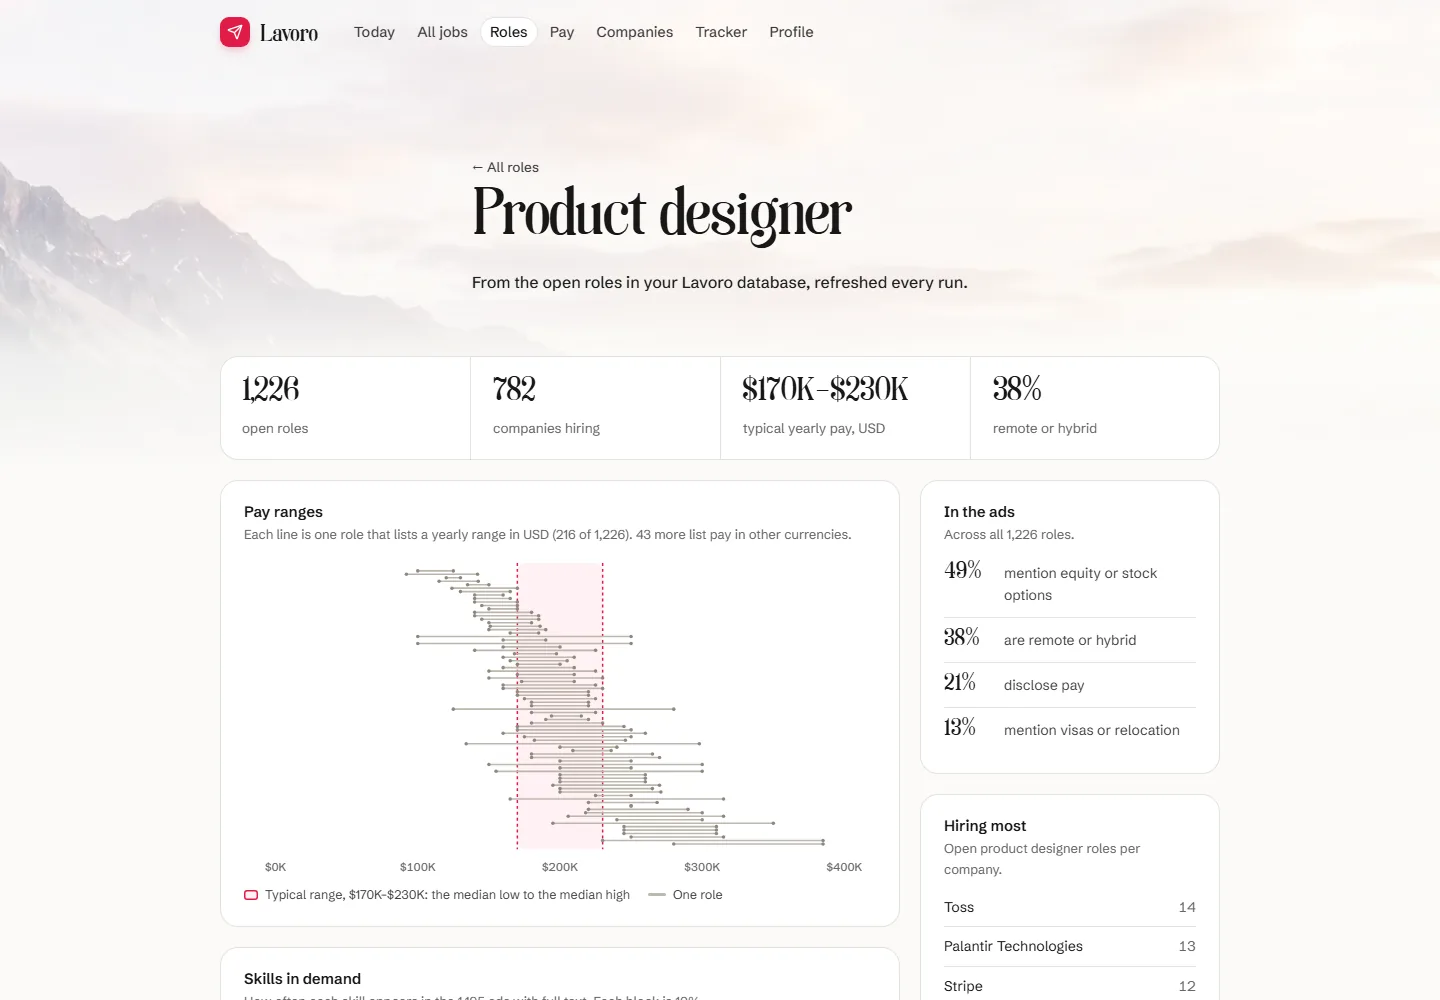 Lavoro
Today
All jobs
Roles
Pay
Companies
Tracker
Profile
← All roles
Product designer
From the open roles in your Lavoro database, refreshed every run.
1,226
open roles
782
companies hiring
$170K–$230K
typical yearly pay, USD
38%
remote or hybrid
Pay ranges
Each line is one role that lists a yearly range in USD (216 of 1,226). 43 more list pay in other currencies.
$0K
$100K
$200K
$300K
$400K
Typical range, $170K–$230K: the median low to the median high
One role
Skills in demand
In the ads
Across all 1,226 roles.
49%
mention equity or stock
options
38%
are remote or hybrid
21%
disclose pay
13%
mention visas or relocation
Hiring most
Open product designer roles per
company.
Toss
14
Palantir Technologies
13
Stripe
12